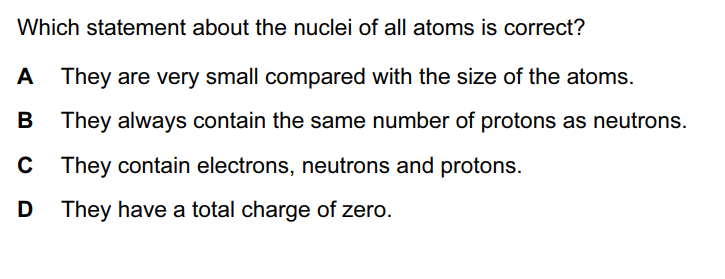 Which statement about the nuclei of all atoms is correct?
A They are very small compared with the size of the atoms.
B They always contain the same number of protons as neutrons.
C They contain electrons, neutrons and protons.
D They have a total charge of zero.